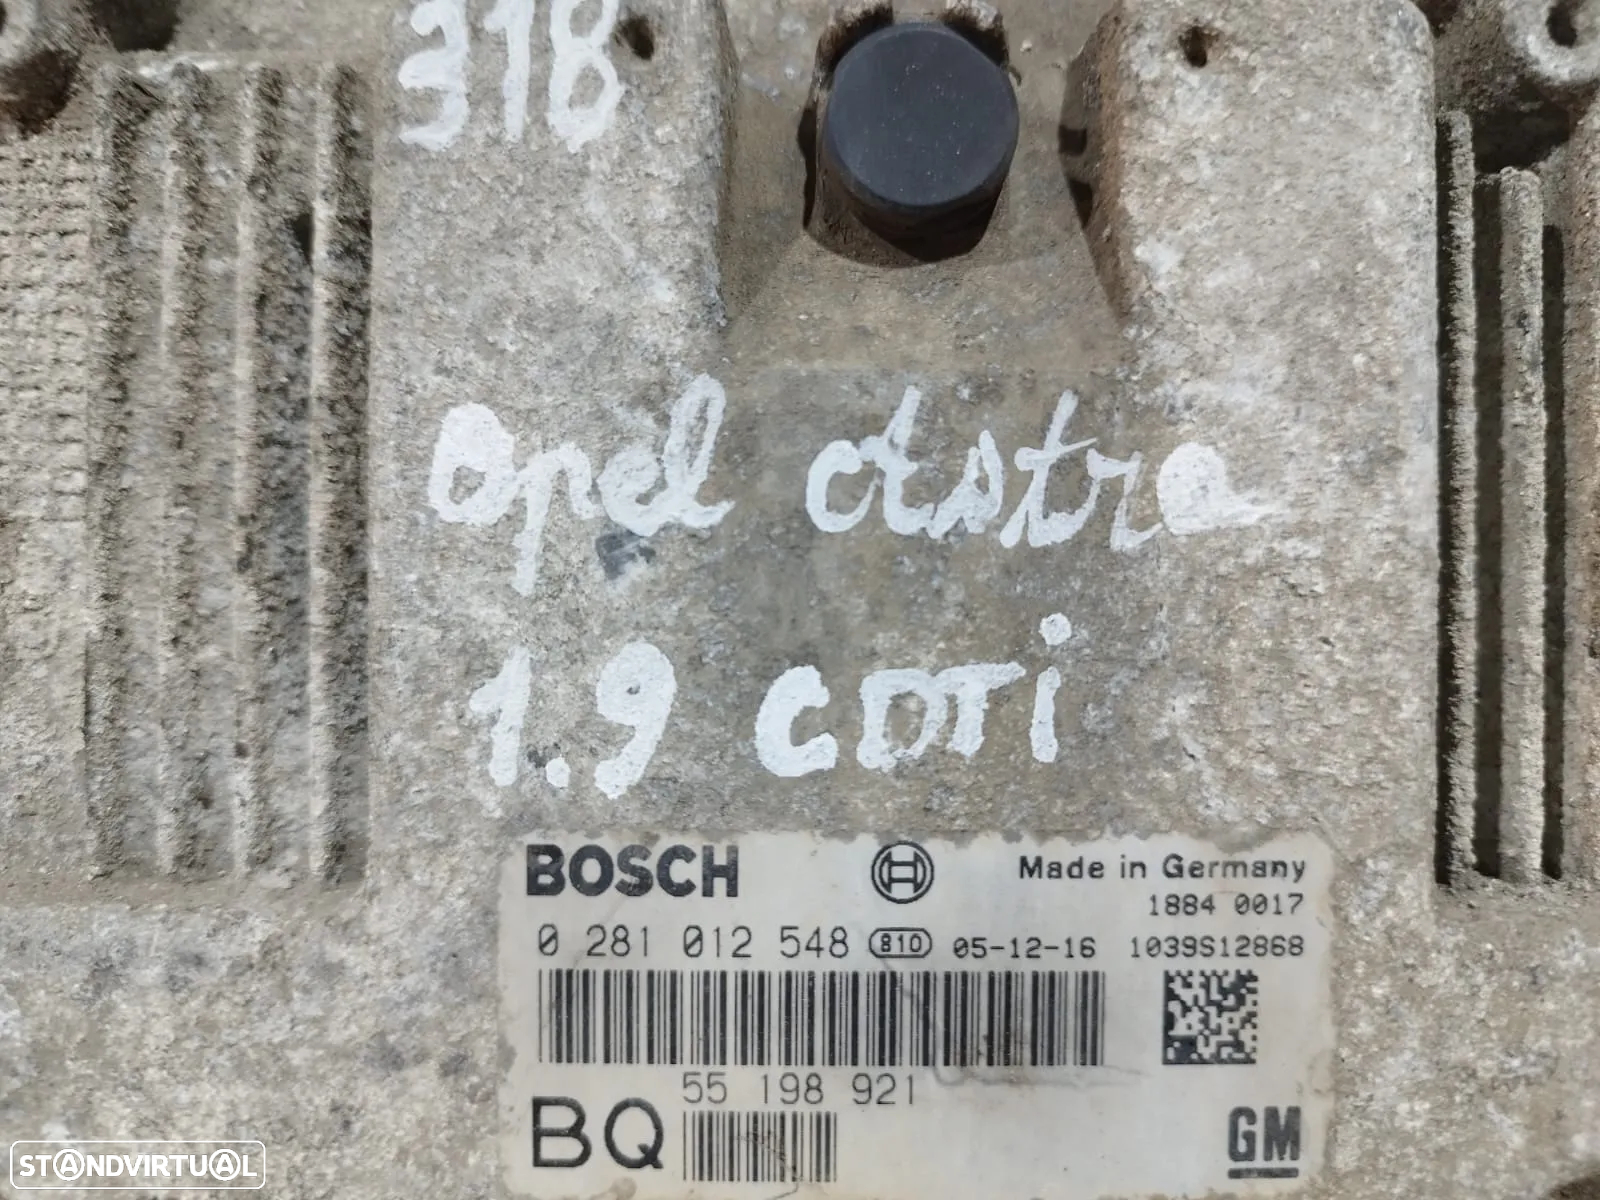 318
Opel Astra
1.9 CDTi
BOSCH Made in Germany
1884 0017
0 281 012 548 810 05-12-16 1039S12868
55 198 921
BQ GM
STANDVIRTUAL